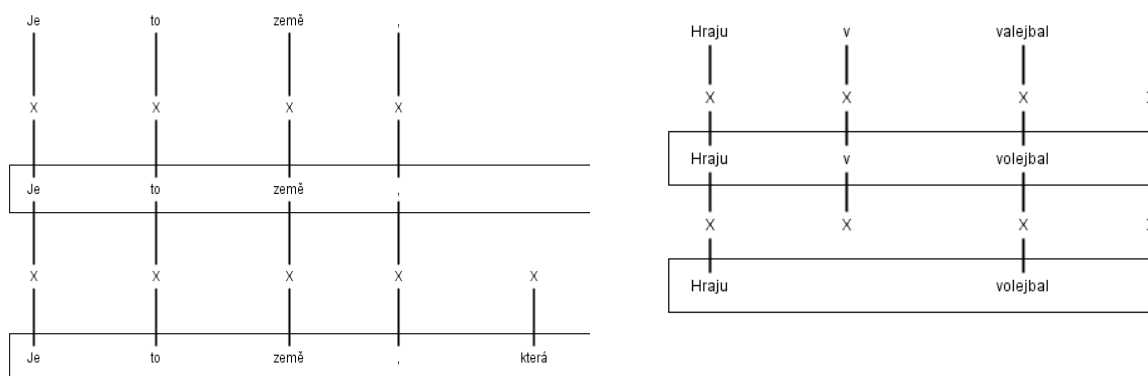 Je to země ,
X X X X
Je to země ,
X X X X X
Je to země , která
Hraju v valejbal
X X X
Hraju v volejbal
X X X
Hraju volejbal